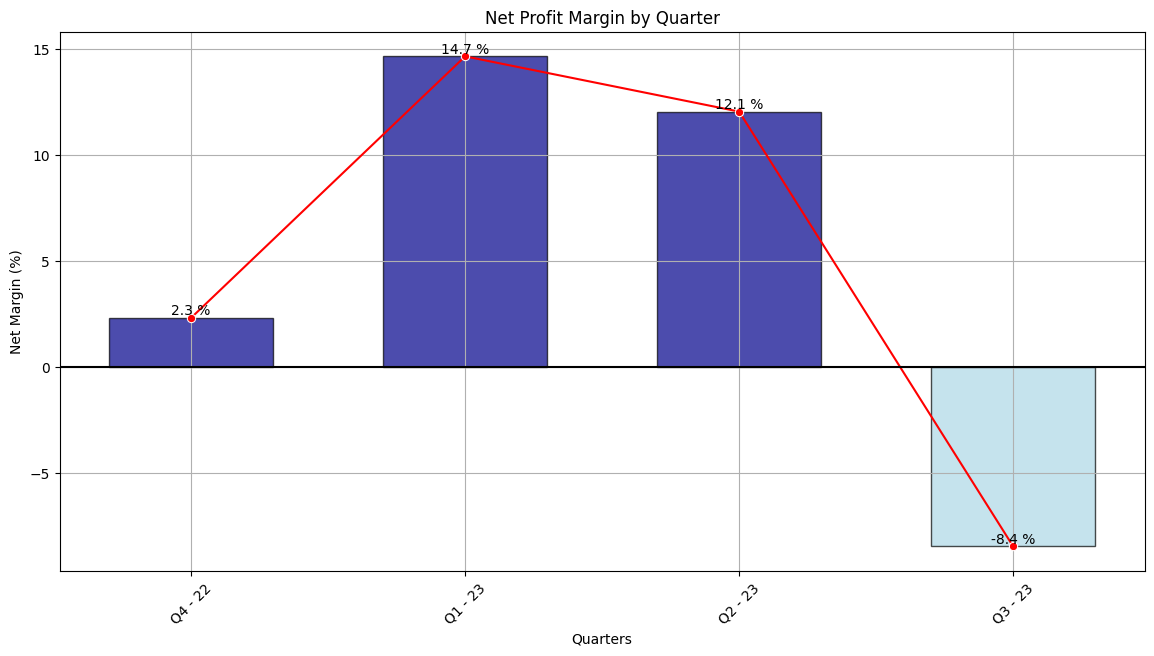 Net Profit Margin by Quarter
Net Margin (%)
15
10
5
0
−5
2.3 %
14.7 %
12.1 %
-8.4 %
Q4 - 22
Q1 - 23
Q2 - 23
Q3 - 23
Quarters